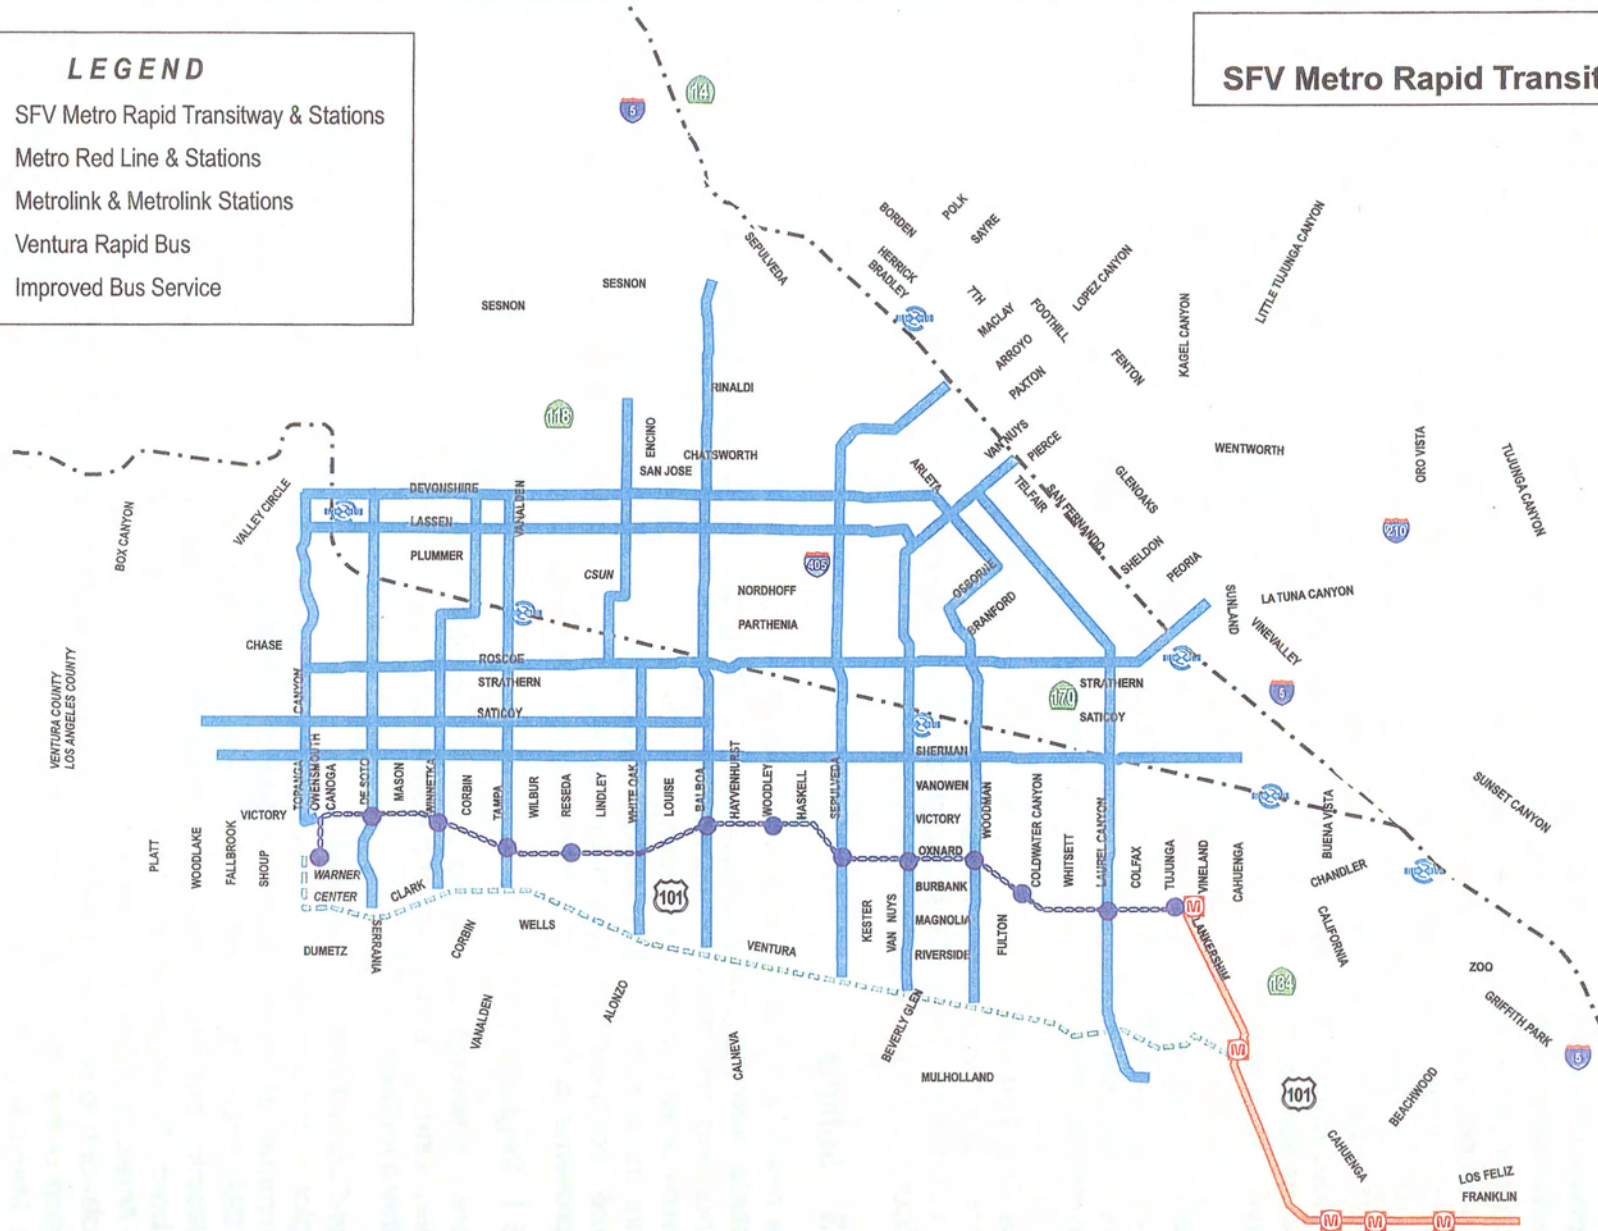 LEGEND
SFV Metro Rapid Transitway & Stations
Metro Red Line & Stations
Metrolink & Metrolink Stations
Ventura Rapid Bus
Improved Bus Service
SFV Metro Rapid Transit
5
14
SEPULVEDA
BORDEN
POLK
SAYRE
HERRICK
BRADLEY
7TH
MACLAY
FOOTHILL
LOPEZ CANYON
ARROYO
PAXTON
FENTON
KAGEL CANYON
LITTLE TUJUNGA CANYON
SESNON
SESNON
RINALDI
118
ENCINO
CHATSWORTH
SAN JOSE
VAN NUYS
PIERCE
ARLETA
TELFAIR
SAN FERNANDO
GLENOAKS
WENTWORTH
ORO VISTA
TUJUNGA CANYON
210
BOX CANYON
VALLEY CIRCLE
DEVONSHIRE
LASSEN
VANALDEN
PLUMMER
CSUN
405
NORDHOFF
PARTHENIA
OSBORNE
BRANFORD
SHELDON
PEORIA
SUNLAND
LA TUNA CANYON
VINEVALLEY
5
CHASE
ROSCOE
STRATHERN
SATICOY
170
STRATHERN
SATICOY
VENTURA COUNTY
LOS ANGELES COUNTY
TOPANGA CANYON
OWENSMOUTH
CANOGA
DE SOTO
MASON
WINNETKA
CORBIN
TAMPA
WILBUR
RESEDA
LINDLEY
WHITE OAK
LOUISE
BALBOA
HAYVENHURST
WOODLEY
HASKELL
SEPULVEDA
SHERMAN
VANOWEN
VICTORY
OXNARD
BURBANK
MAGNOLIA
RIVERSIDE
WOODMAN
COLDWATER CANYON
WHITSETT
LAUREL CANYON
COLFAX
TUJUNGA
VINELAND
CAHUENGA
BUENA VISTA
CHANDLER
SUNSET CANYON
VICTORY
PLATT
WOODLAKE
FALLBROOK
SHOUP
WARNER
CENTER
CLARK
101
KESTER
VAN NUYS
FULTON
M
LANKERSHIM
CALIFORNIA
DUMETZ
SERRANIA
CORBIN
WELLS
VENTURA
134
ZOO
GRIFFITH PARK
VANALDEN
ALONZO
CALNEVA
BEVERLY GLEN
MULHOLLAND
M
5
101
BEACHWOOD
CAHUENGA
LOS FELIZ
FRANKLIN
M
M
M